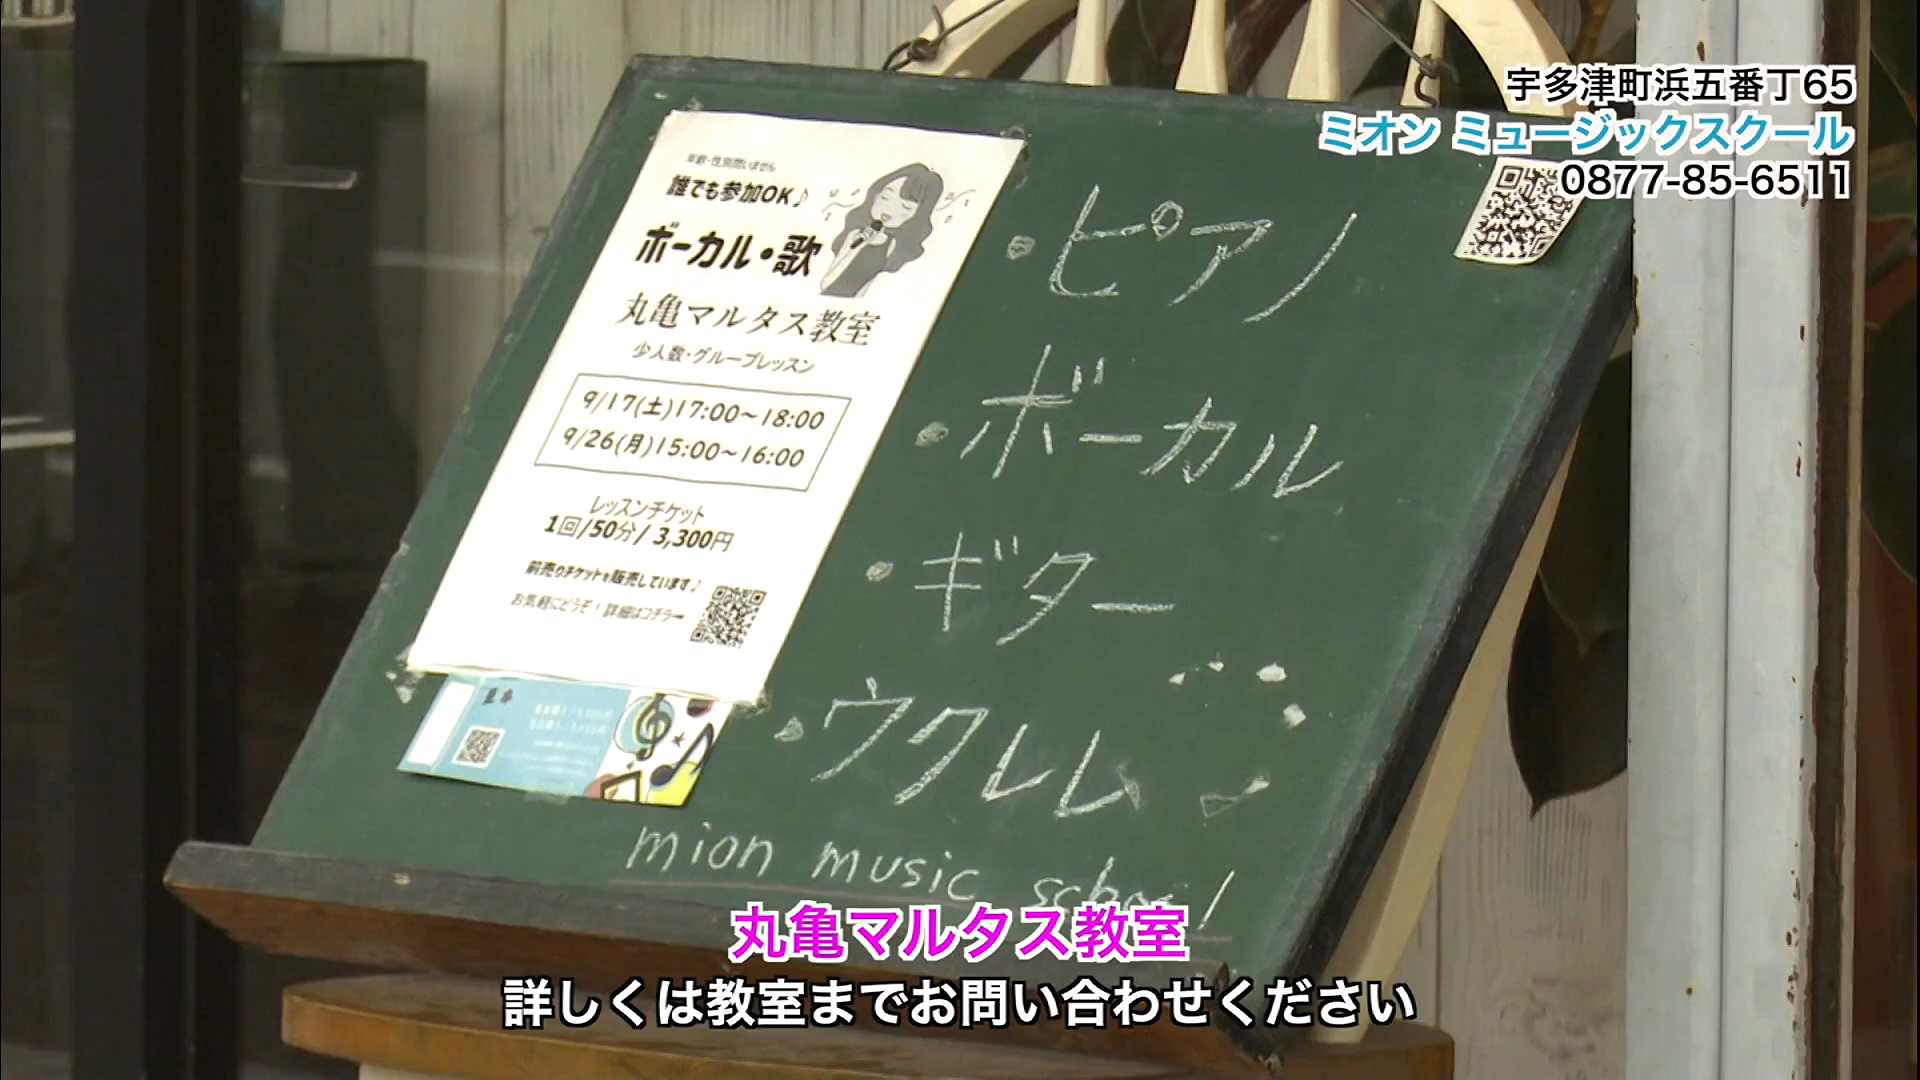 宇多津町浜五番丁65
ミオン ミュージックスクール
0877-85-6511
年齢・性別問いません
誰でも参加OK♪
ボーカル・歌
丸亀マルタス教室
少人数・グループレッスン
9/17(土)17:00~18:00
9/26(月)15:00~16:00
レッスンチケット
1回/50分/ 3,300円
前売りチケットも販売しています♪
お気軽にどうぞ!詳細はコチラー
・ピアノ
・ボーカル
・ギター
・ウクレレ
mion music school
丸亀マルタス教室
詳しくは教室までお問い合わせください